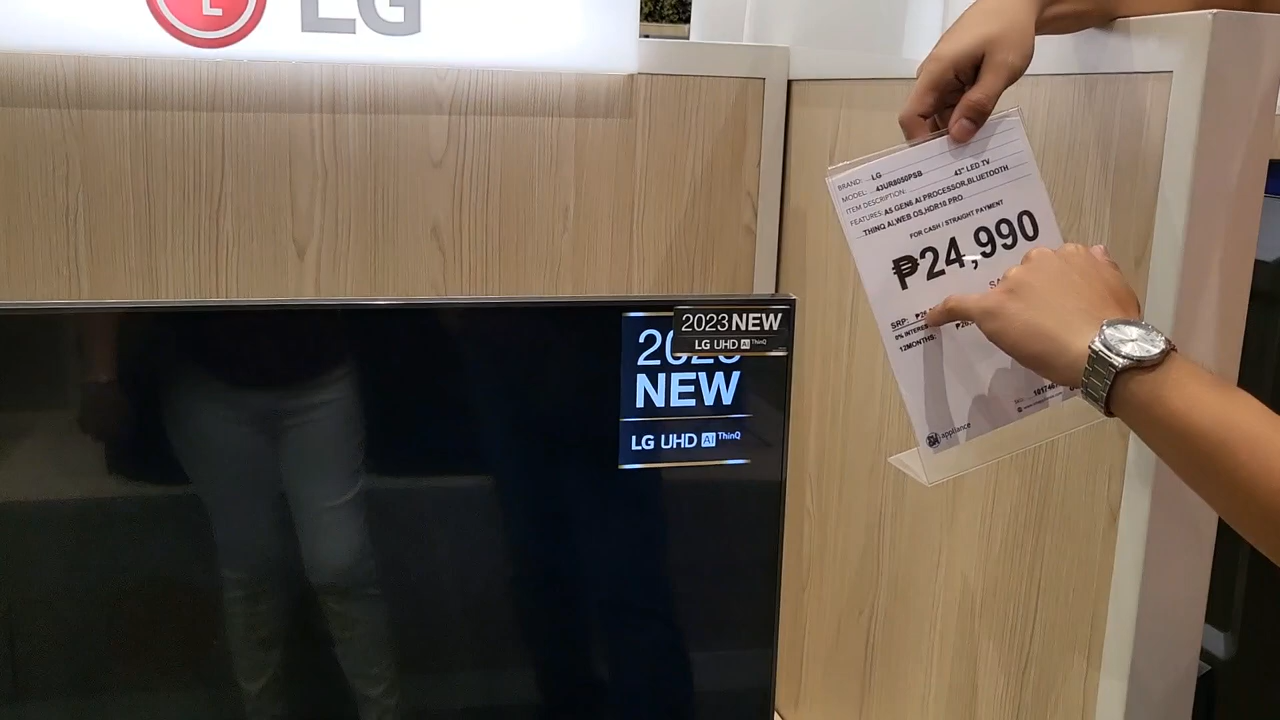 LG
BRAND: LG
MODEL: 43UR8050PSB
ITEM DESCRIPTION: 43" LED TV
FEATURES: A5 GEN6 AI PROCESSOR,BLUETOOTH
THINQ AI,WEB OS,HDR10 PRO
FOR CASH / STRAIGHT PAYMENT
₱24,990
SRP:
0% INTEREST
12MONTHS:
SM appliance
2023 NEW
LG UHD AI ThinQ
NEW
LG UHD AI ThinQ